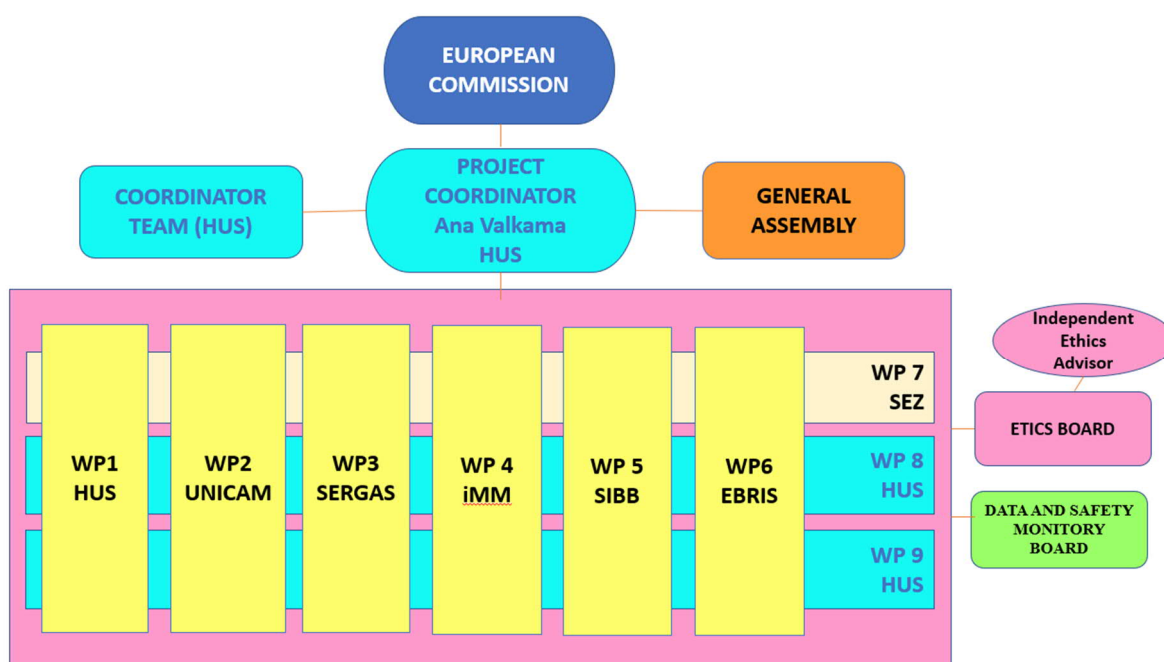 EUROPEAN
COMMISSION
PROJECT
COORDINATOR
Ana Valkama
HUS
COORDINATOR
TEAM (HUS)
GENERAL
ASSEMBLY
Independent
Ethics
Advisor
WP 7
SEZ
ETICS BOARD
WP1
HUS
WP2
UNICAM
WP3
SERGAS
WP 4
iMM
WP 5
SIBB
WP6
EBRIS
WP 8
HUS
DATA AND SAFETY
MONITORY
BOARD
WP 9
HUS